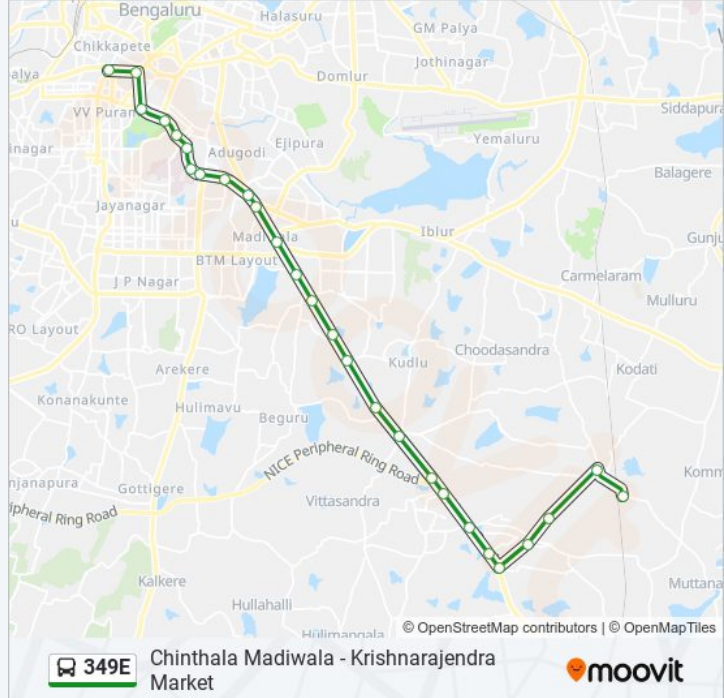 Bengaluru
Halasuru
GM Palya
Chikkapete
Jothinagar
alya
Domlur
Siddapura
VV Puran
Yemaluru
inagar
Ejipura
Adugodi
Balagere
Jayanagar
u
Iblur
Gunju
Madiwala
BTM Layout
Carmelaram
J P Nagar
Mulluru
RO Layout
Choodasandra
Kudlu
Kodati
Arekere
Konanakunte
Hulimavu
Beguru
NICE Peripheral Ring Road
Komm
njanapura
Gottigere
Vittasandra
ipheral Ring Road
Kalkere
Muttana
Hullahalli
Hulimangala
© OpenStreetMap contributors | © OpenMapTiles
349E
Chinthala Madiwala - Krishnarajendra
Market
moovit